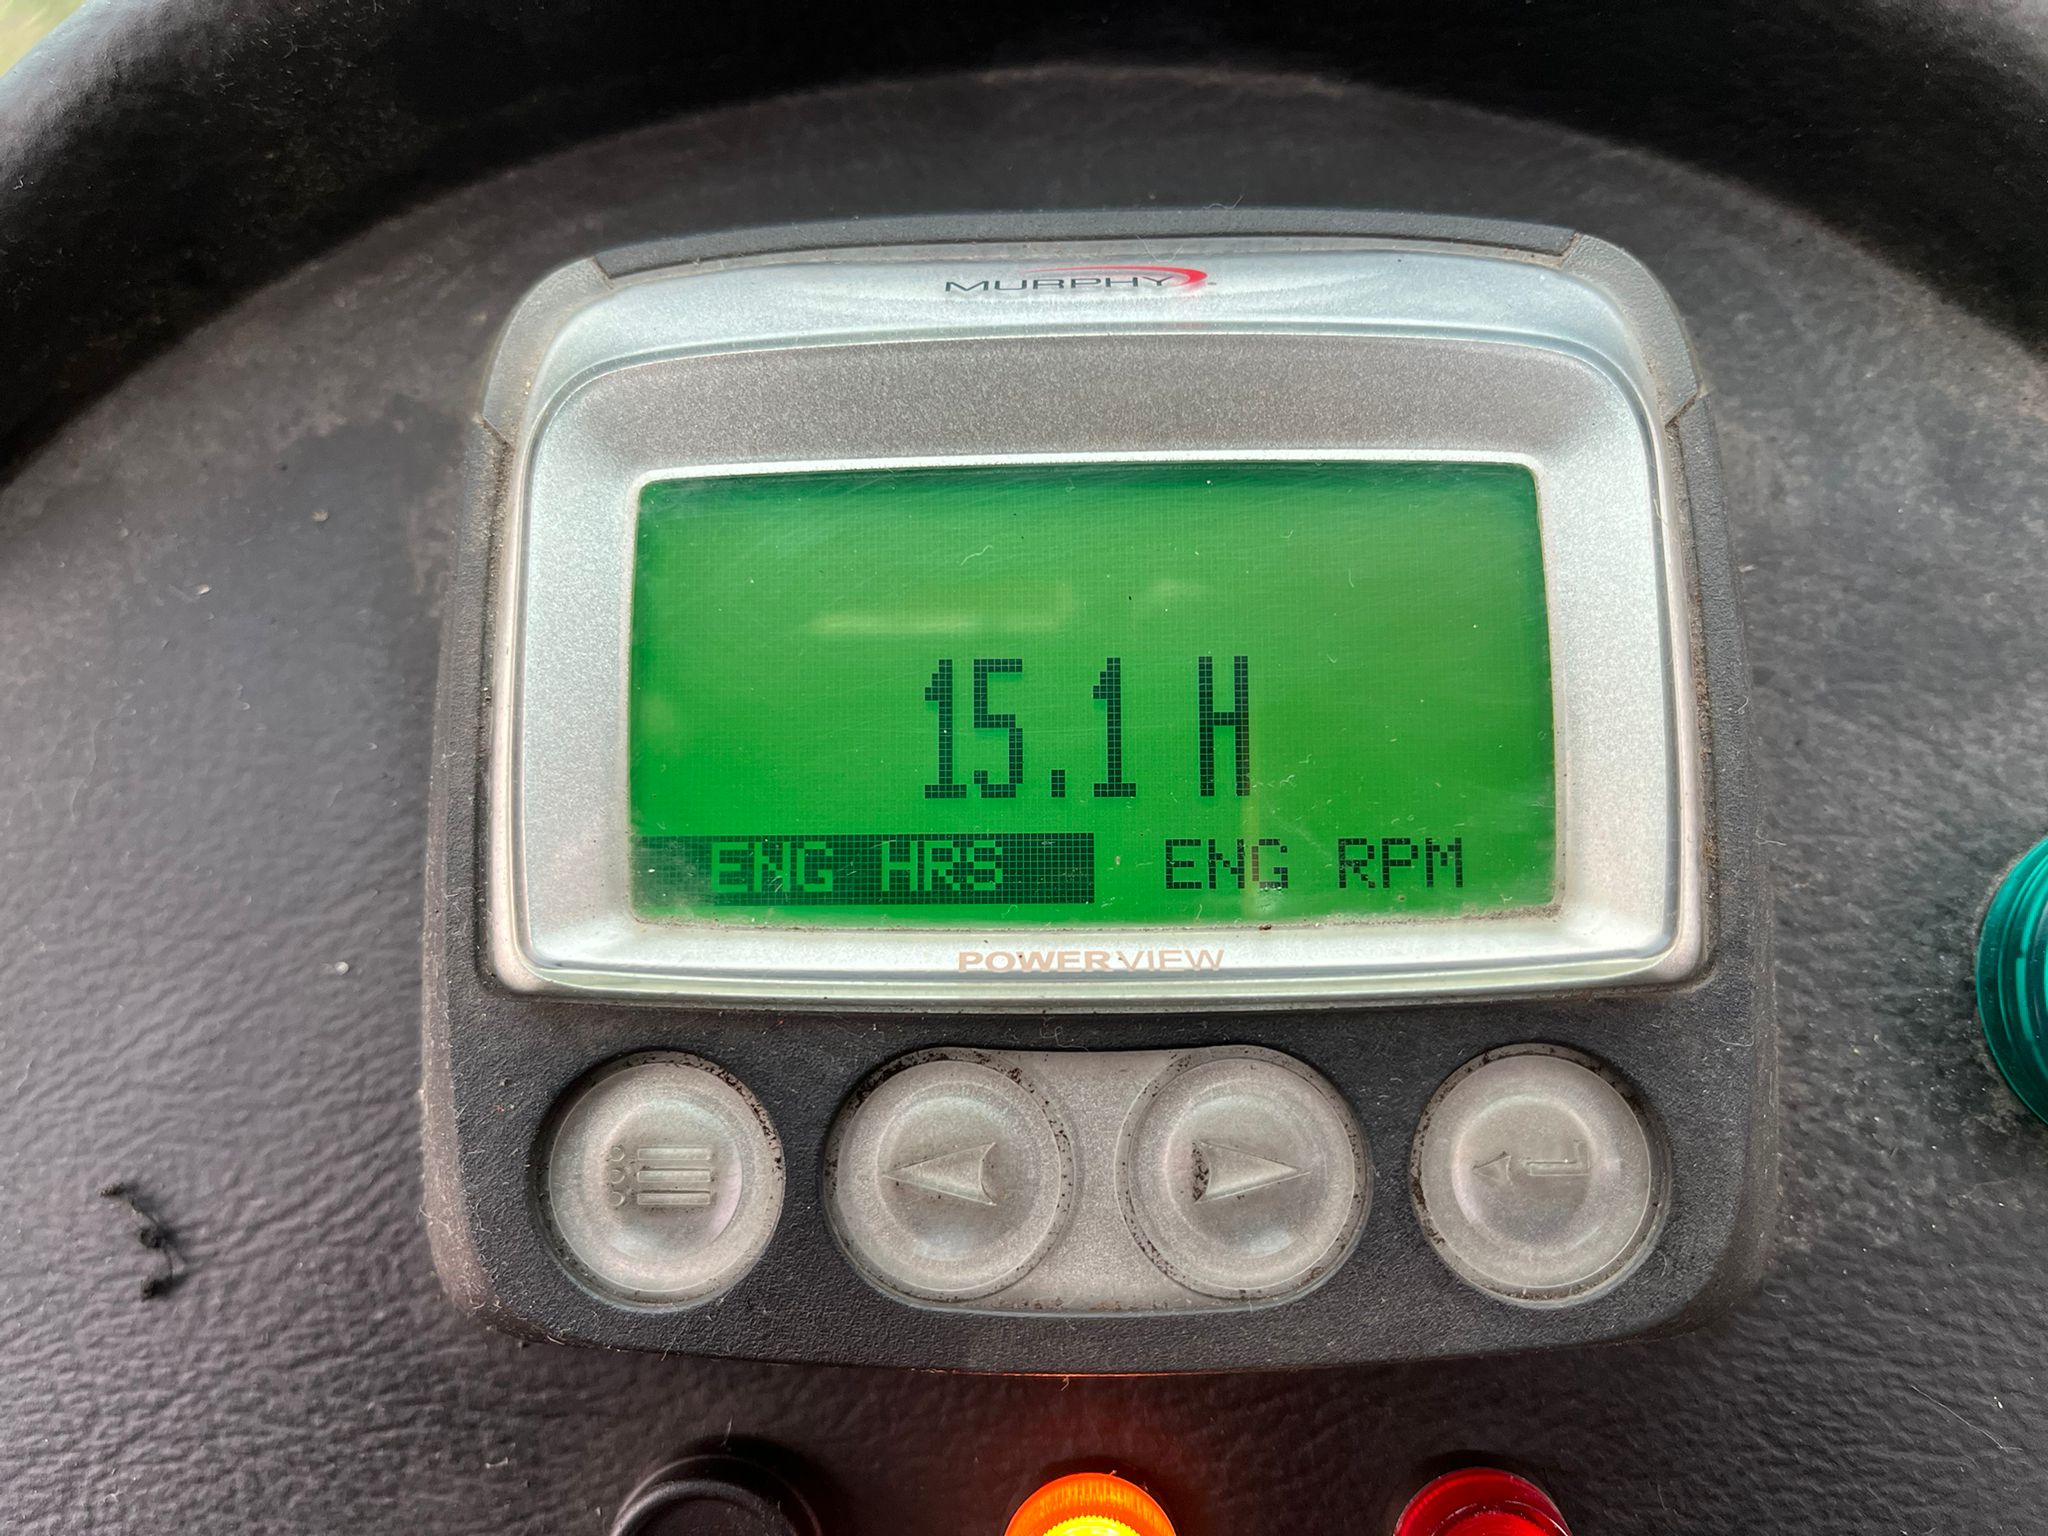 MURPHY
15.1 H
ENG HRS ENG RPM
POWERVIEW